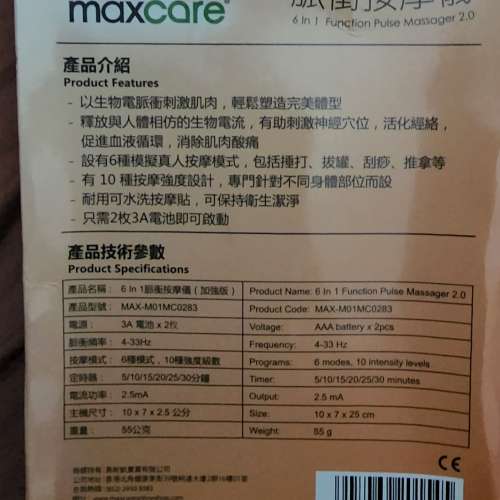 maxcare®
脈衝按摩儀
6 In 1 Function Pulse Massager 2.0
產品介紹
Product Features
- 以生物電脈衝刺激肌肉，輕鬆塑造完美體型
- 釋放與人體相仿的生物電流，有助刺激神經穴位，活化經絡，
促進血液循環，消除肌肉酸痛
- 設有6種模擬真人按摩模式，包括捶打、拔罐、刮痧、推拿等
- 有 10 種按摩強度設計，專門針對不同身體部位而設
- 耐用可水洗按摩貼，可保持衛生潔淨
- 只需2枚3A電池即可啟動
產品技術參數
Product Specifications
產品名稱： 6 In 1脈衝按摩儀（加強版） Product Name: 6 In 1 Function Pulse Massager 2.0
產品型號： MAX-M01MC0283 Product Code: MAX-M01MC0283
電源： 3A 電池 x 2枚 Voltage: AAA battery x 2pcs
脈衝頻率： 4-33Hz Frequency: 4-33 Hz
按摩模式： 6種模式，10種強度級數 Programs: 6 modes, 10 intensity levels
定時器： 5/10/15/20/25/30分鐘 Timer: 5/10/15/20/25/30 minutes
電流功率： 2.5mA Output: 2.5 mA
主機尺寸： 10 x 7 x 2.5 公分 Size: 10 x 7 x 25 cm
重量： 55公克 Weight: 55 g
CE